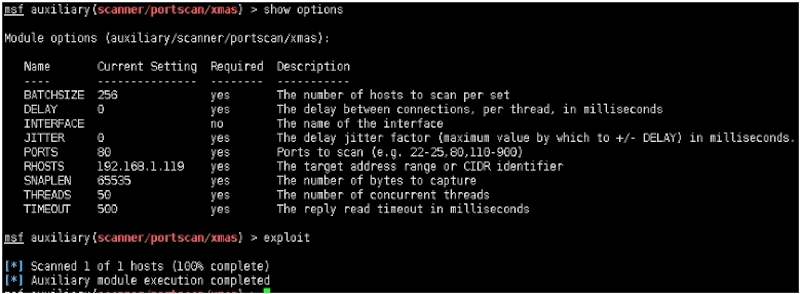 msf auxiliary(scanner/portscan/xmas) > show options
Module options (auxiliary/scanner/portscan/xmas):
Name Current Setting Required Description
---- --------------- -------- -----------
BATCHSIZE 256 yes The number of hosts to scan per set
DELAY 0 yes The delay between connections, per thread, in milliseconds
INTERFACE no The name of the interface
JITTER 0 yes The delay jitter factor (maximum value by which to +/- DELAY) in milliseconds.
PORTS 80 yes Ports to scan (e.g. 22-25,80,110-900)
RHOSTS 192.168.1.119 yes The target address range or CIDR identifier
SNAPLEN 65535 yes The number of bytes to capture
THREADS 50 yes The number of concurrent threads
TIMEOUT 500 yes The reply read timeout in milliseconds
msf auxiliary(scanner/portscan/xmas) > exploit
[*] Scanned 1 of 1 hosts (100% complete)
[*] Auxiliary module execution completed
msf auxiliary(scanner/portscan/xmas) >